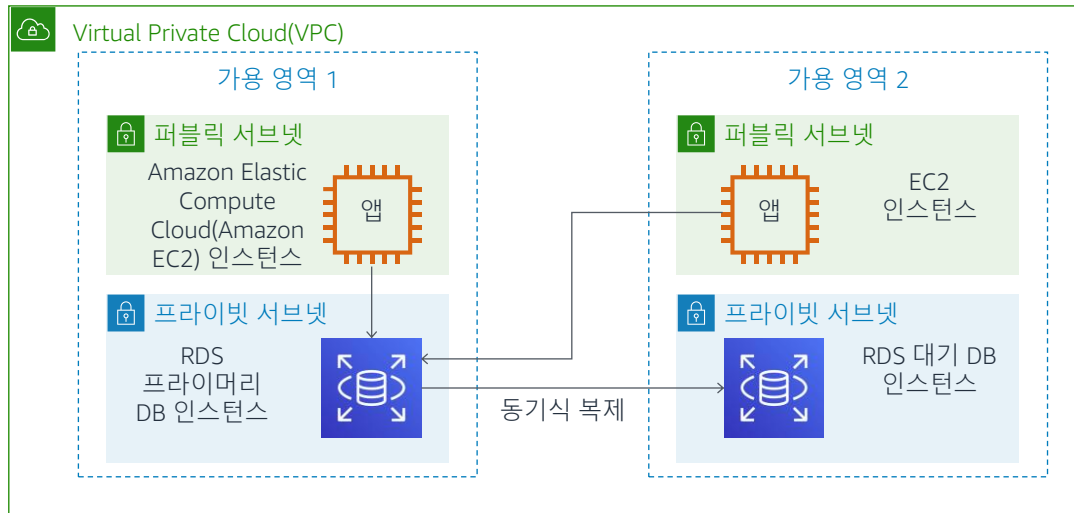 Virtual Private Cloud(VPC)
가용 영역 1
퍼블릭 서브넷
Amazon Elastic
Compute
Cloud(Amazon
EC2) 인스턴스
앱
프라이빗 서브넷
RDS
프라이머리
DB 인스턴스
동기식 복제
가용 영역 2
퍼블릭 서브넷
앱
EC2
인스턴스
프라이빗 서브넷
RDS 대기 DB
인스턴스